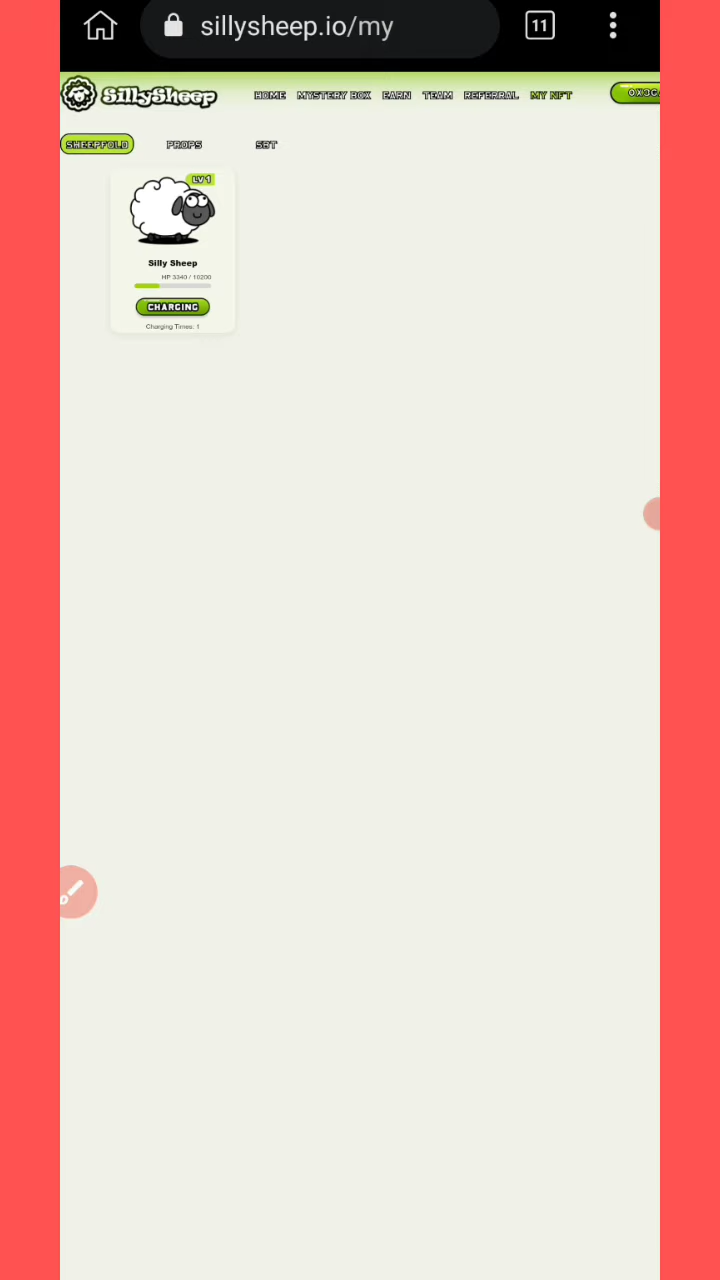 sillysheep.io/my
11
SillySheep
HOME MYSTERY BOX EARN TEAM REFERRAL MY NFT
SHEEPFOLD PROPS SBT
LV 1
Silly Sheep
HP 3340 / 10200
CHARGING
Charging Times: 1